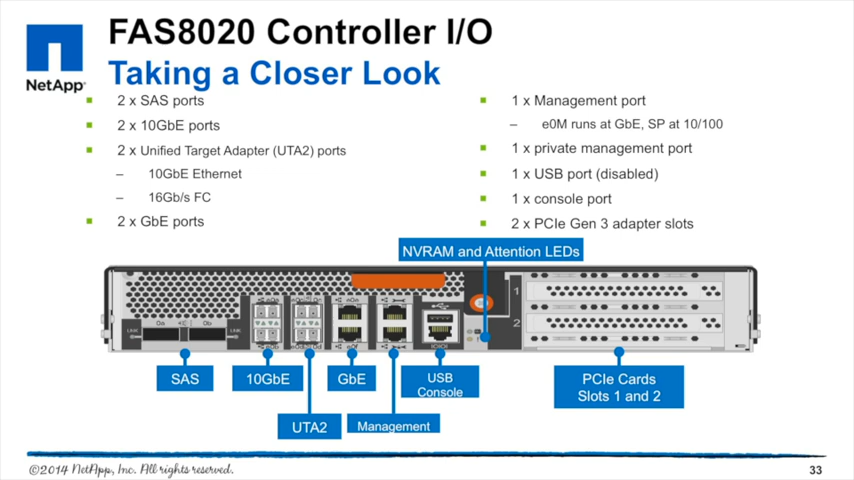 FAS8020 Controller I/O
Taking a Closer Look
NetApp
2 x SAS ports
2 x 10GbE ports
2 x Unified Target Adapter (UTA2) ports
– 10GbE Ethernet
– 16Gb/s FC
2 x GbE ports
1 x Management port
– e0M runs at GbE, SP at 10/100
1 x private management port
1 x USB port (disabled)
1 x console port
2 x PCIe Gen 3 adapter slots
NVRAM and Attention LEDs
1
2
LINK
LINK
SAS
10GbE
GbE
USB
Console
PCIe Cards
Slots 1 and 2
UTA2
Management
©2014 NetApp, Inc. All rights reserved.
33